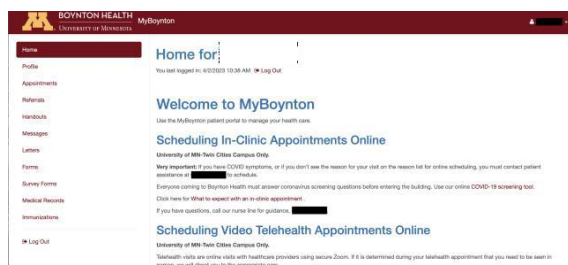 BOYNTON HEALTH
UNIVERSITY OF MINNESOTA
MyBoynton
Home
Profile
Appointments
Referrals
Handouts
Messages
Letters
Forms
Survey Forms
Medical Records
Immunizations
Log Out
Home for
You last logged in: 4/2/2023 10:38 AM Log Out
Welcome to MyBoynton
Use the MyBoynton patient portal to manage your health care.
Scheduling In-Clinic Appointments Online
University of MN-Twin Cities Campus Only.
Very important: If you have COVID symptoms, or if you don't see the reason for your visit on the reason list for online scheduling, you must contact patient
assistance at to schedule.
Everyone coming to Boynton Health must answer coronavirus screening questions before entering the building. Use our online COVID-19 screening tool.
Click here for What to expect with an in-clinic appointment.
If you have questions, call our nurse line for guidance,
Scheduling Video Telehealth Appointments Online
University of MN-Twin Cities Campus Only.
Telehealth visits are online visits with healthcare providers using secure Zoom. If it is determined during your telehealth appointment that you need to be seen in